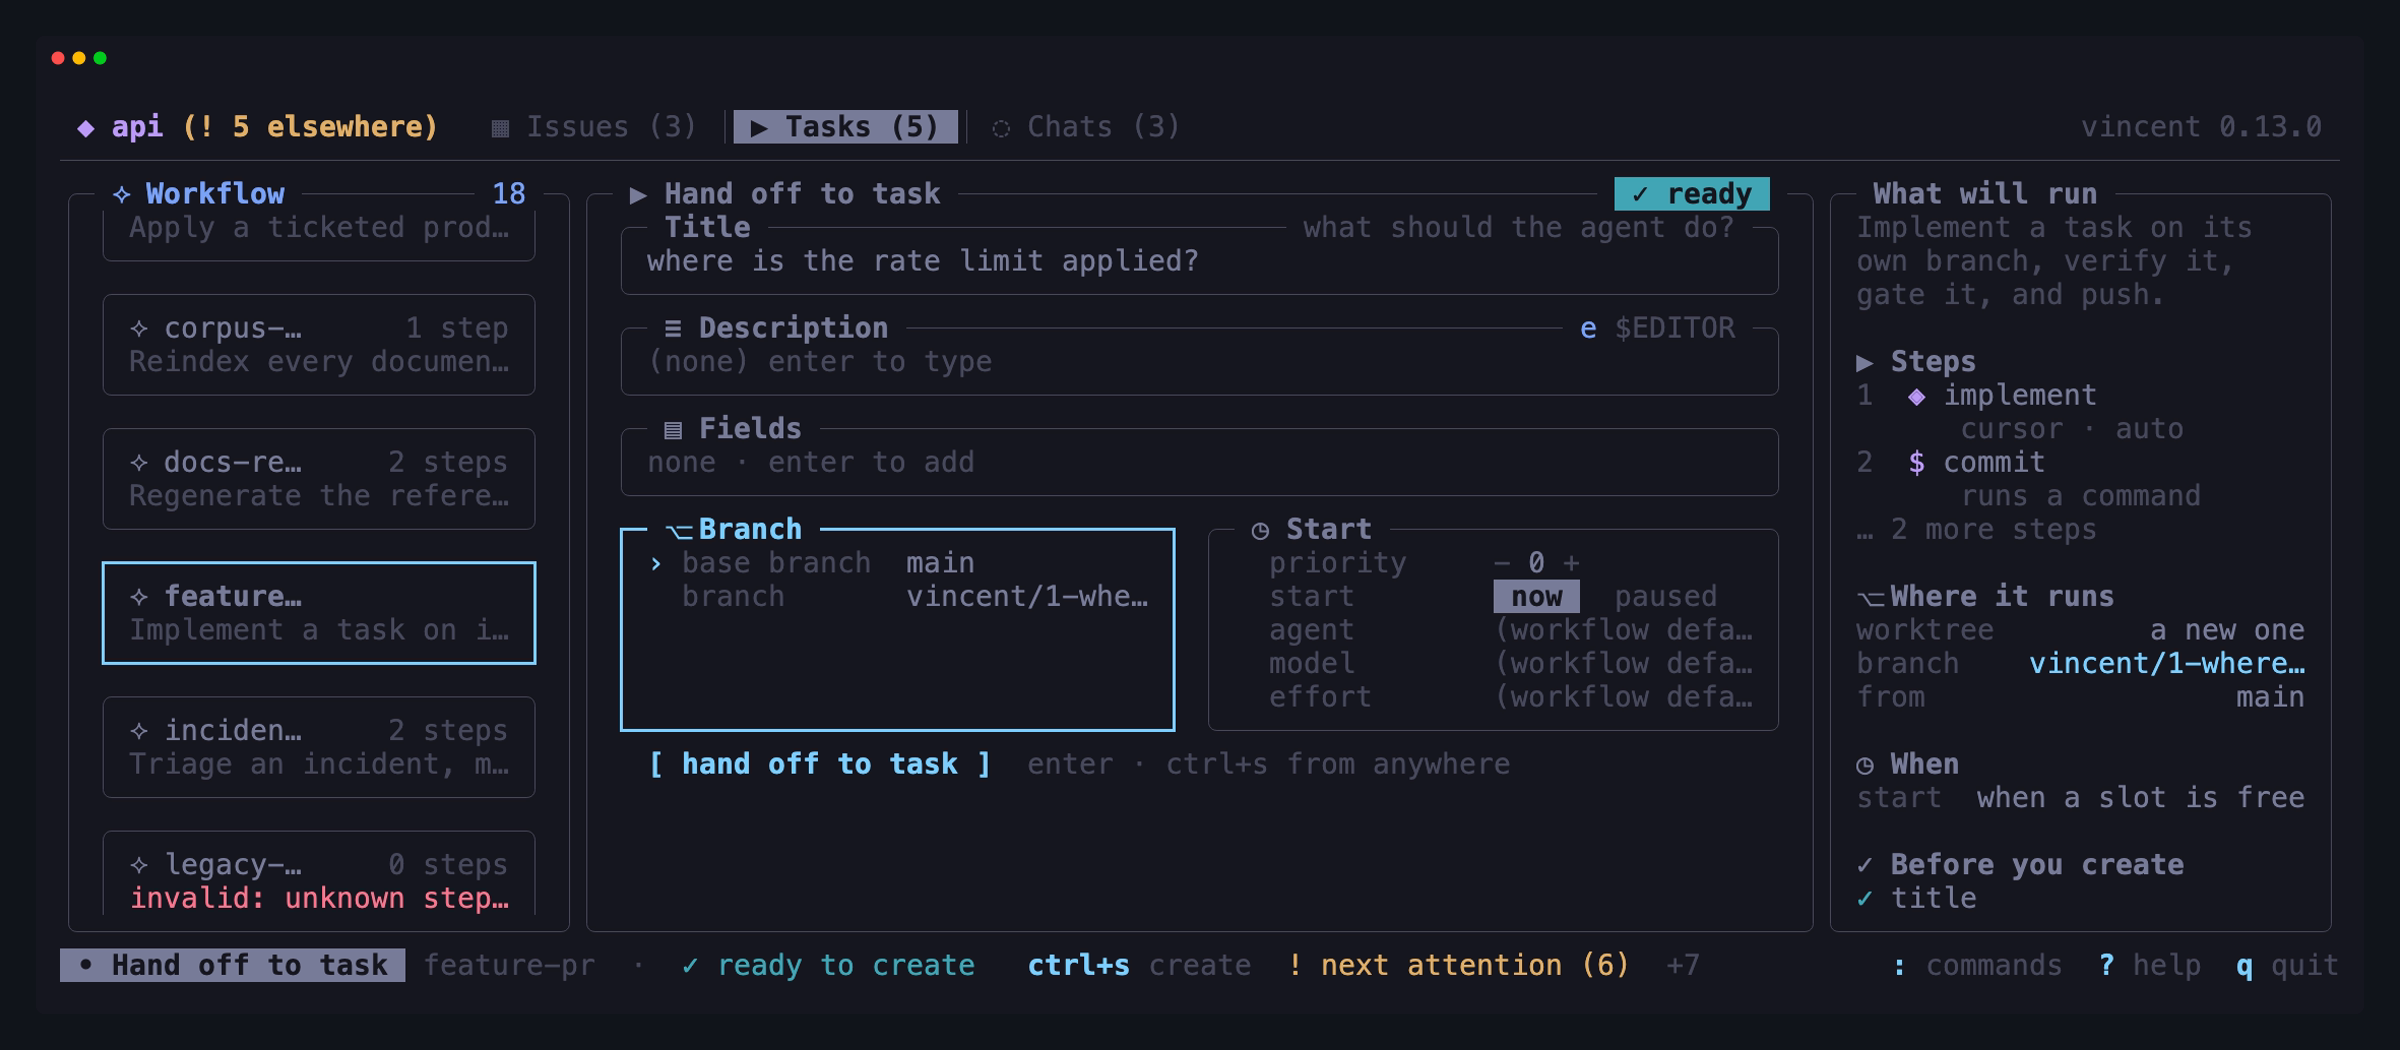 ◆ api (! 5 elsewhere) ▦ Issues (3) ▶ Tasks (5) ◌ Chats (3) vincent 0.13.0
✧ Workflow 18
Apply a ticketed prod…
✧ corpus-… 1 step
Reindex every documen…
✧ docs-re… 2 steps
Regenerate the refere…
✧ feature…
Implement a task on i…
✧ inciden… 2 steps
Triage an incident, m…
✧ legacy-… 0 steps
invalid: unknown step…
▶ Hand off to task ✓ ready
Title what should the agent do?
where is the rate limit applied?
≡ Description e $EDITOR
(none) enter to type
▤ Fields
none · enter to add
⌥ Branch
› base branch main
branch vincent/1-whe…
◷ Start
priority − 0 +
start now paused
agent (workflow defa…
model (workflow defa…
effort (workflow defa…
[ hand off to task ] enter · ctrl+s from anywhere
What will run
Implement a task on its
own branch, verify it,
gate it, and push.
▶ Steps
1 ◈ implement
cursor · auto
2 $ commit
runs a command
… 2 more steps
⌥ Where it runs
worktree a new one
branch vincent/1-where…
from main
◷ When
start when a slot is free
✓ Before you create
✓ title
• Hand off to task feature-pr · ✓ ready to create ctrl+s create ! next attention (6) +7 : commands ? help q quit